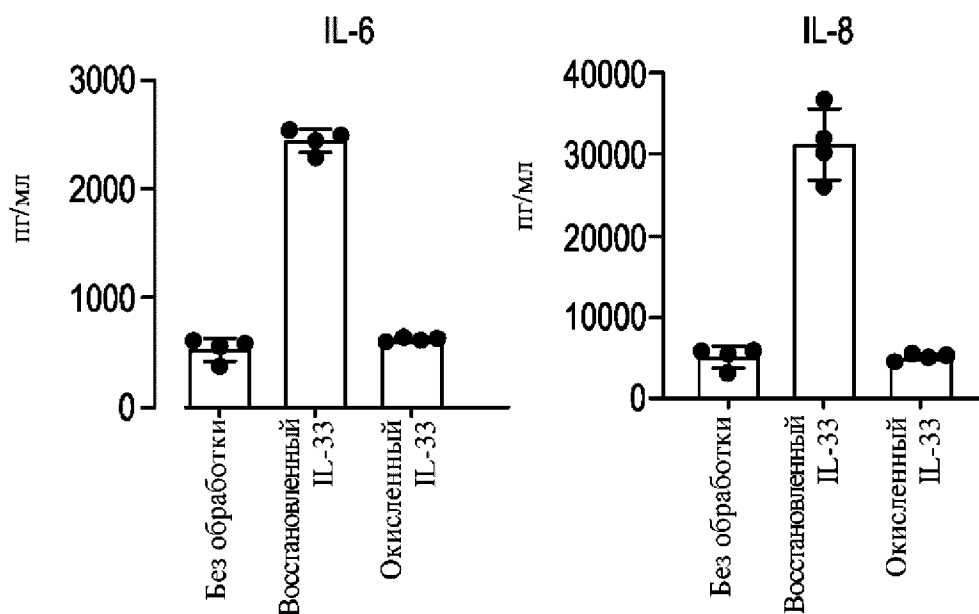 IL-6
3000
2000
1000
0
пг/мл
Без обработки
Восстановленный
IL-33
Окисленный
IL-33
IL-8
40000
30000
20000
10000
0
пг/мл
Без обработки
Восстановленный
IL-33
Окисленный
IL-33